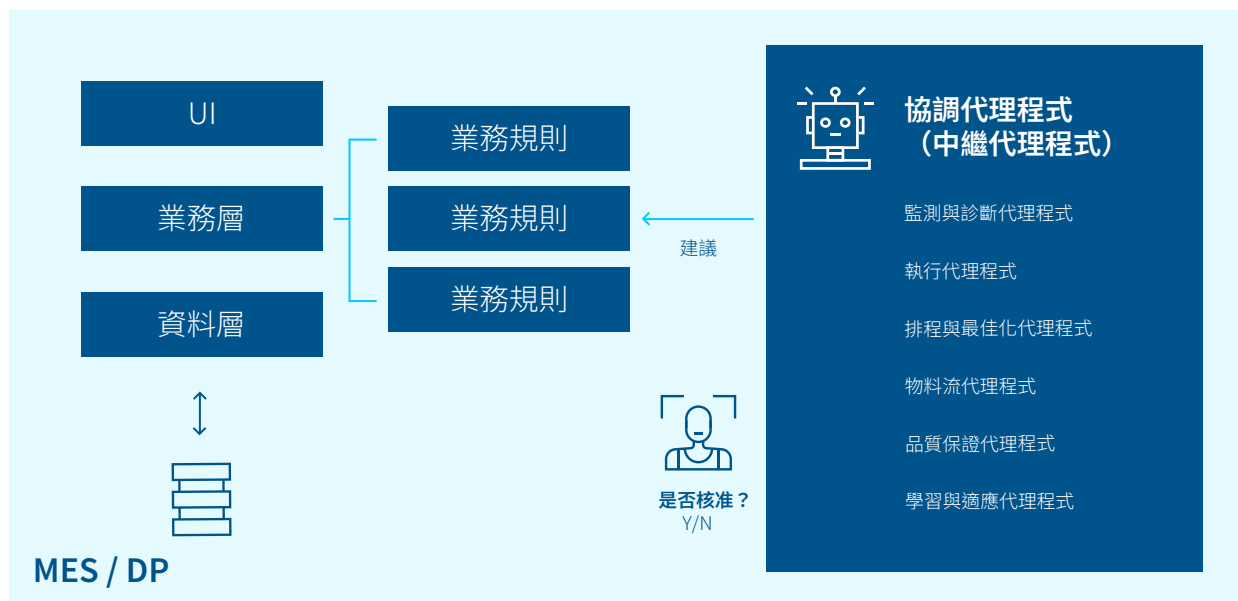 UI
業務層
資料層
業務規則
業務規則
業務規則
建議
是否核准？
Y/N
MES / DP
協調代理程式
（中繼代理程式）
監測與診斷代理程式
執行代理程式
排程與最佳化代理程式
物料流代理程式
品質保證代理程式
學習與適應代理程式